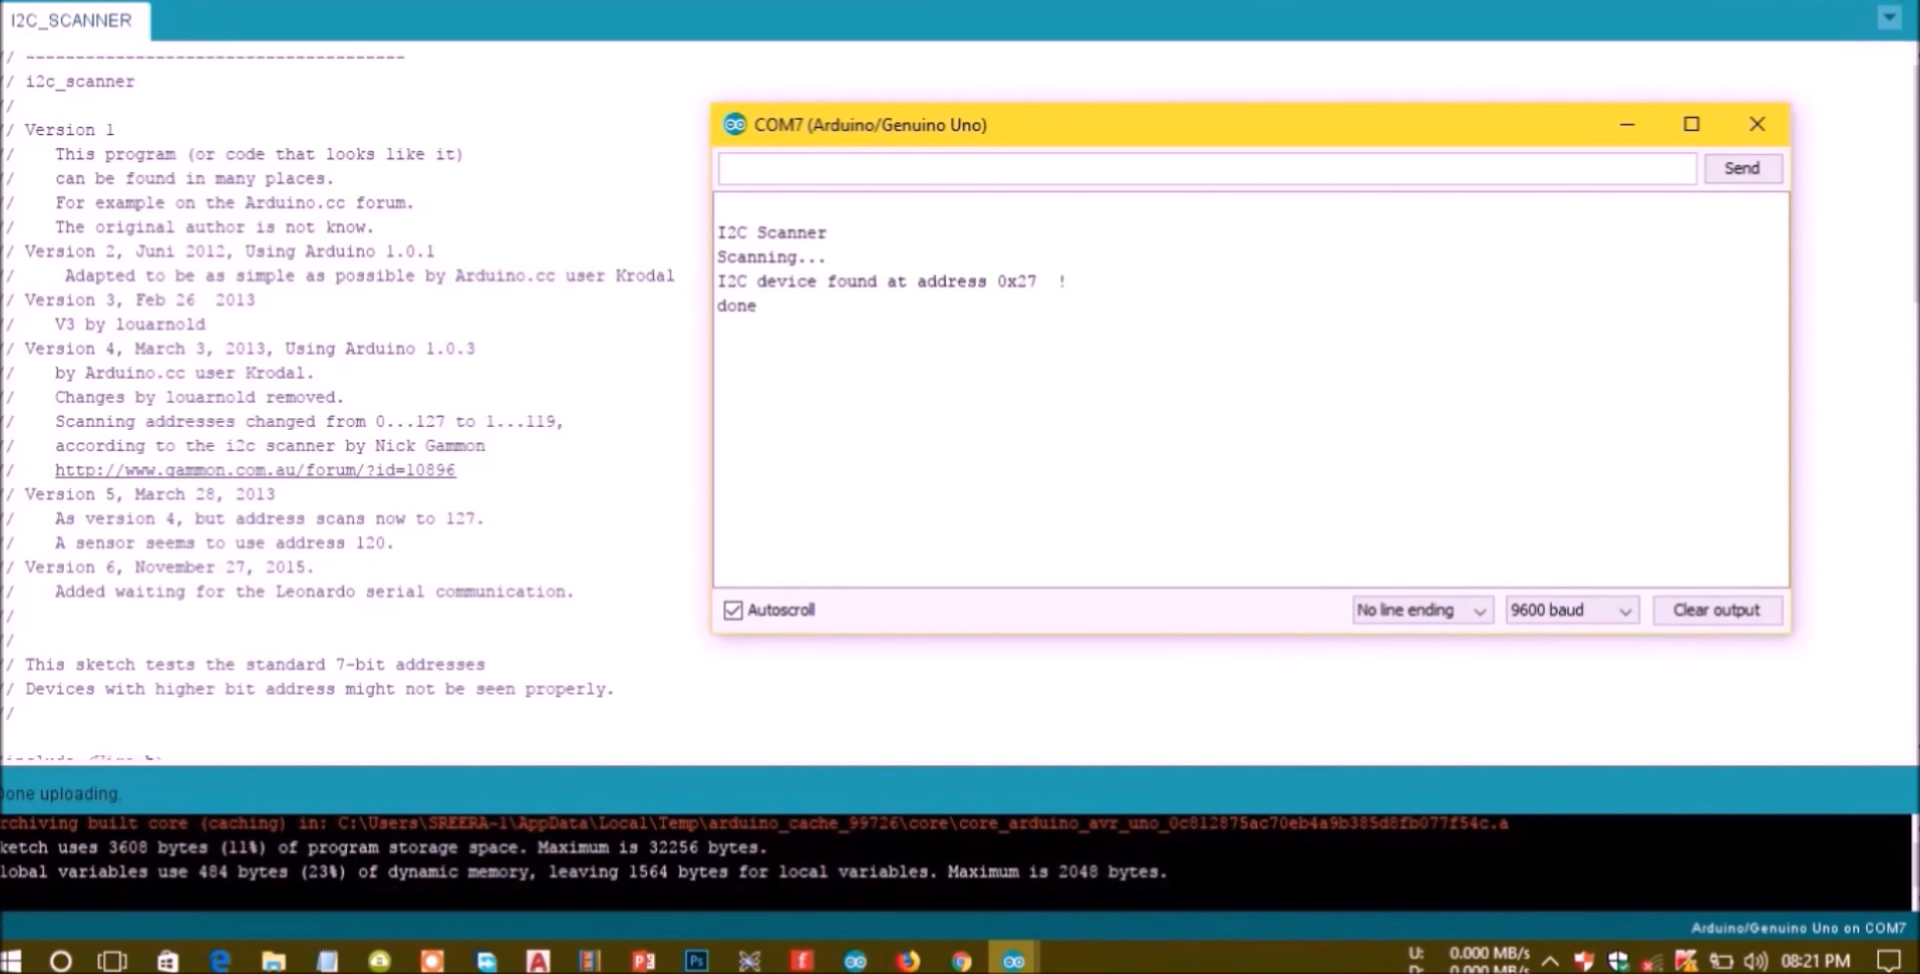 I2C_SCANNER
/ --------------------------------------
/ i2c_scanner
/
/ Version 1
/ This program (or code that looks like it)
/ can be found in many places.
/ For example on the Arduino.cc forum.
/ The original author is not know.
/ Version 2, Juni 2012, Using Arduino 1.0.1
/ Adapted to be as simple as possible by Arduino.cc user Krodal
/ Version 3, Feb 26 2013
/ V3 by louarnold
/ Version 4, March 3, 2013, Using Arduino 1.0.3
/ by Arduino.cc user Krodal.
/ Changes by louarnold removed.
/ Scanning addresses changed from 0...127 to 1...119,
/ according to the i2c scanner by Nick Gammon
/ http://www.gammon.com.au/forum/?id=10896
/ Version 5, March 28, 2013
/ As version 4, but address scans now to 127.
/ A sensor seems to use address 120.
/ Version 6, November 27, 2015.
/ Added waiting for the Leonardo serial communication.
/
/
/ This sketch tests the standard 7-bit addresses
/ Devices with higher bit address might not be seen properly.
/
COM7 (Arduino/Genuino Uno)
Send
I2C Scanner
Scanning...
I2C device found at address 0x27 !
done
Autoscroll
No line ending
9600 baud
Clear output
one uploading.
rchiving built core (caching) in: C:\Users\SREERA~1\AppData\Local\Temp\arduino_cache_99726\core\core_arduino_avr_uno_0c812875ac70eb4a9b385d8fb077f54c.a
ketch uses 3608 bytes (11%) of program storage space. Maximum is 32256 bytes.
lobal variables use 484 bytes (23%) of dynamic memory, leaving 1564 bytes for local variables. Maximum is 2048 bytes.
Arduino/Genuino Uno on COM7
U: 0.000 MB/s
D: 0.000 MB/s
08:21 PM